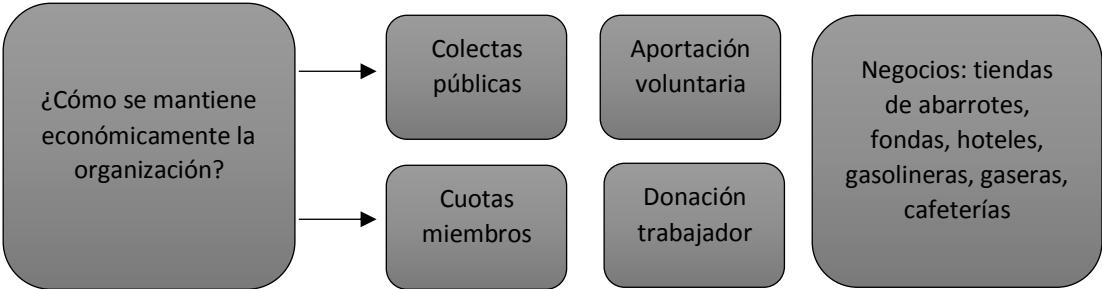 ¿Cómo se mantiene
económicamente la
organización?
Colectas
públicas
Aportación
voluntaria
Cuotas
miembros
Donación
trabajador
Negocios: tiendas
de abarrotes,
fondas, hoteles,
gasolineras, gaseras,
cafeterías